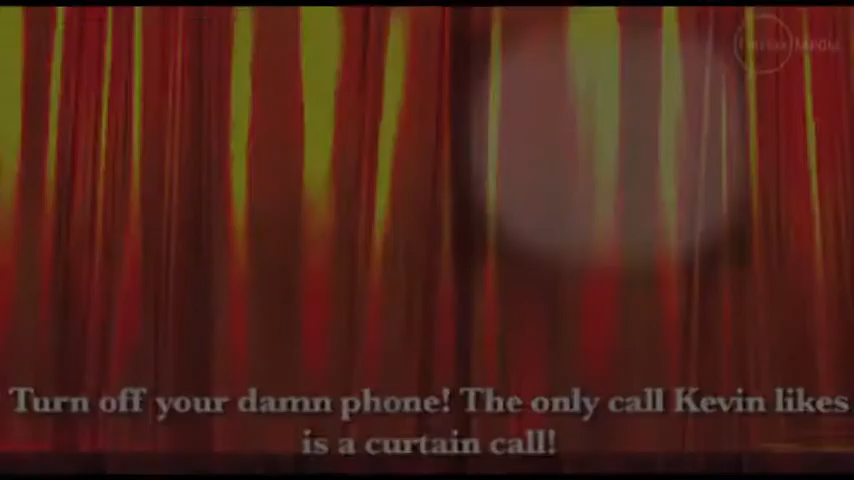 Turn off your damn phone! The only call Kevin likes
is a curtain call!